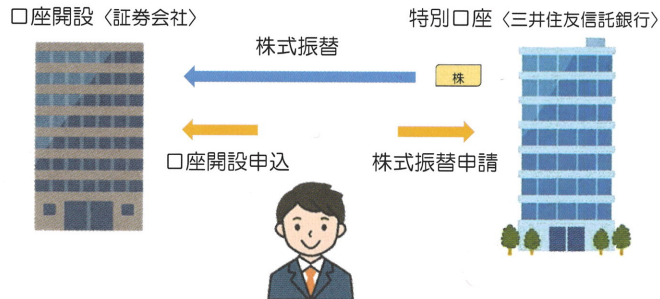 口座開設〈証券会社〉
特別口座〈三井住友信託銀行〉
株式振替
株
口座開設申込
株式振替申請